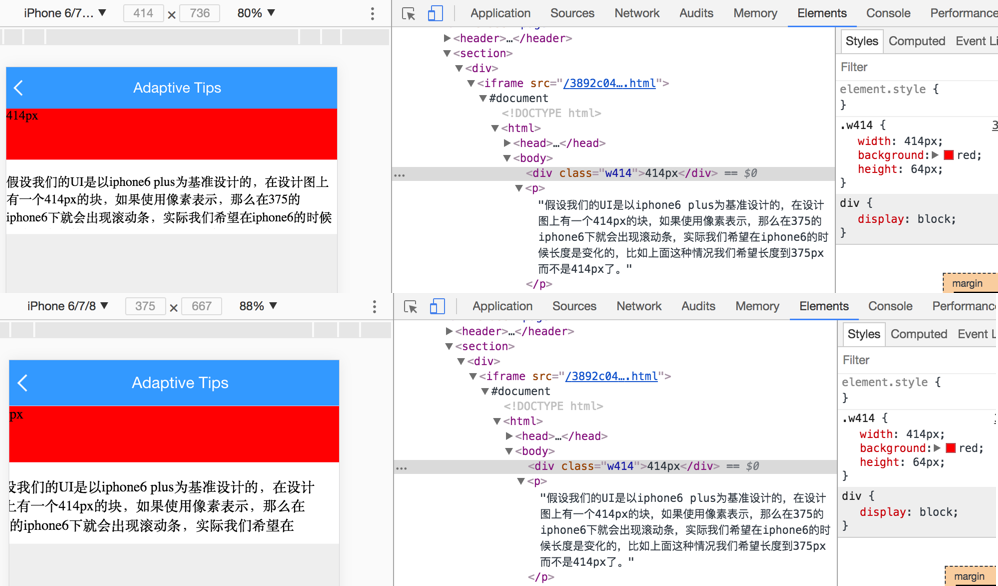 iPhone 6/7… ▼ 414 × 736 80% ▼
Application Sources Network Audits Memory Elements Console Performance
▶<header>…</header>
▼<section>
▼<div>
▼<iframe src="/3892c04….html">
▼#document
<!DOCTYPE html>
▼<html>
▶<head>…</head>
▼<body>
… <div class="w414">414px</div> == $0
▼<p>
"假设我们的UI是以iphone6 plus为基准设计的，在设计
图上有一个414px的块，如果使用像素表示，那么在375的
iphone6下就会出现滚动条，实际我们希望在iphone6的时
候长度是变化的，比如上面这种情况我们希望长度到375px
而不是414px了。"
</p>
Styles Computed Event Li
Filter
element.style {
}
.w414 {
width: 414px;
background:▶ red;
height: 64px;
}
div {
display: block;
}
margin
Adaptive Tips
414px
假设我们的UI是以iphone6 plus为基准设计的，在设计图上
有一个414px的块，如果使用像素表示，那么在375的
iphone6下就会出现滚动条，实际我们希望在iphone6的时候
iPhone 6/7/8 ▼ 375 × 667 88% ▼
Application Sources Network Audits Memory Elements Console Performanc
▶<header>…</header>
▼<section>
▼<div>
▼<iframe src="/3892c04….html">
▼#document
<!DOCTYPE html>
▼<html>
▶<head>…</head>
▼<body>
… <div class="w414">414px</div> == $0
▼<p>
"假设我们的UI是以iphone6 plus为基准设计的，在设计
图上有一个414px的块，如果使用像素表示，那么在375的
iphone6下就会出现滚动条，实际我们希望在iphone6的时
候长度是变化的，比如上面这种情况我们希望长度到375px
而不是414px了。"
</p>
Styles Computed Event L
Filter
element.style {
}
.w414 {
width: 414px;
background:▶ red;
height: 64px;
}
div {
display: block;
}
margin
Adaptive Tips
px
设我们的UI是以iphone6 plus为基准设计的，在设计
上有一个414px的块，如果使用像素表示，那么在
的iphone6下就会出现滚动条，实际我们希望在